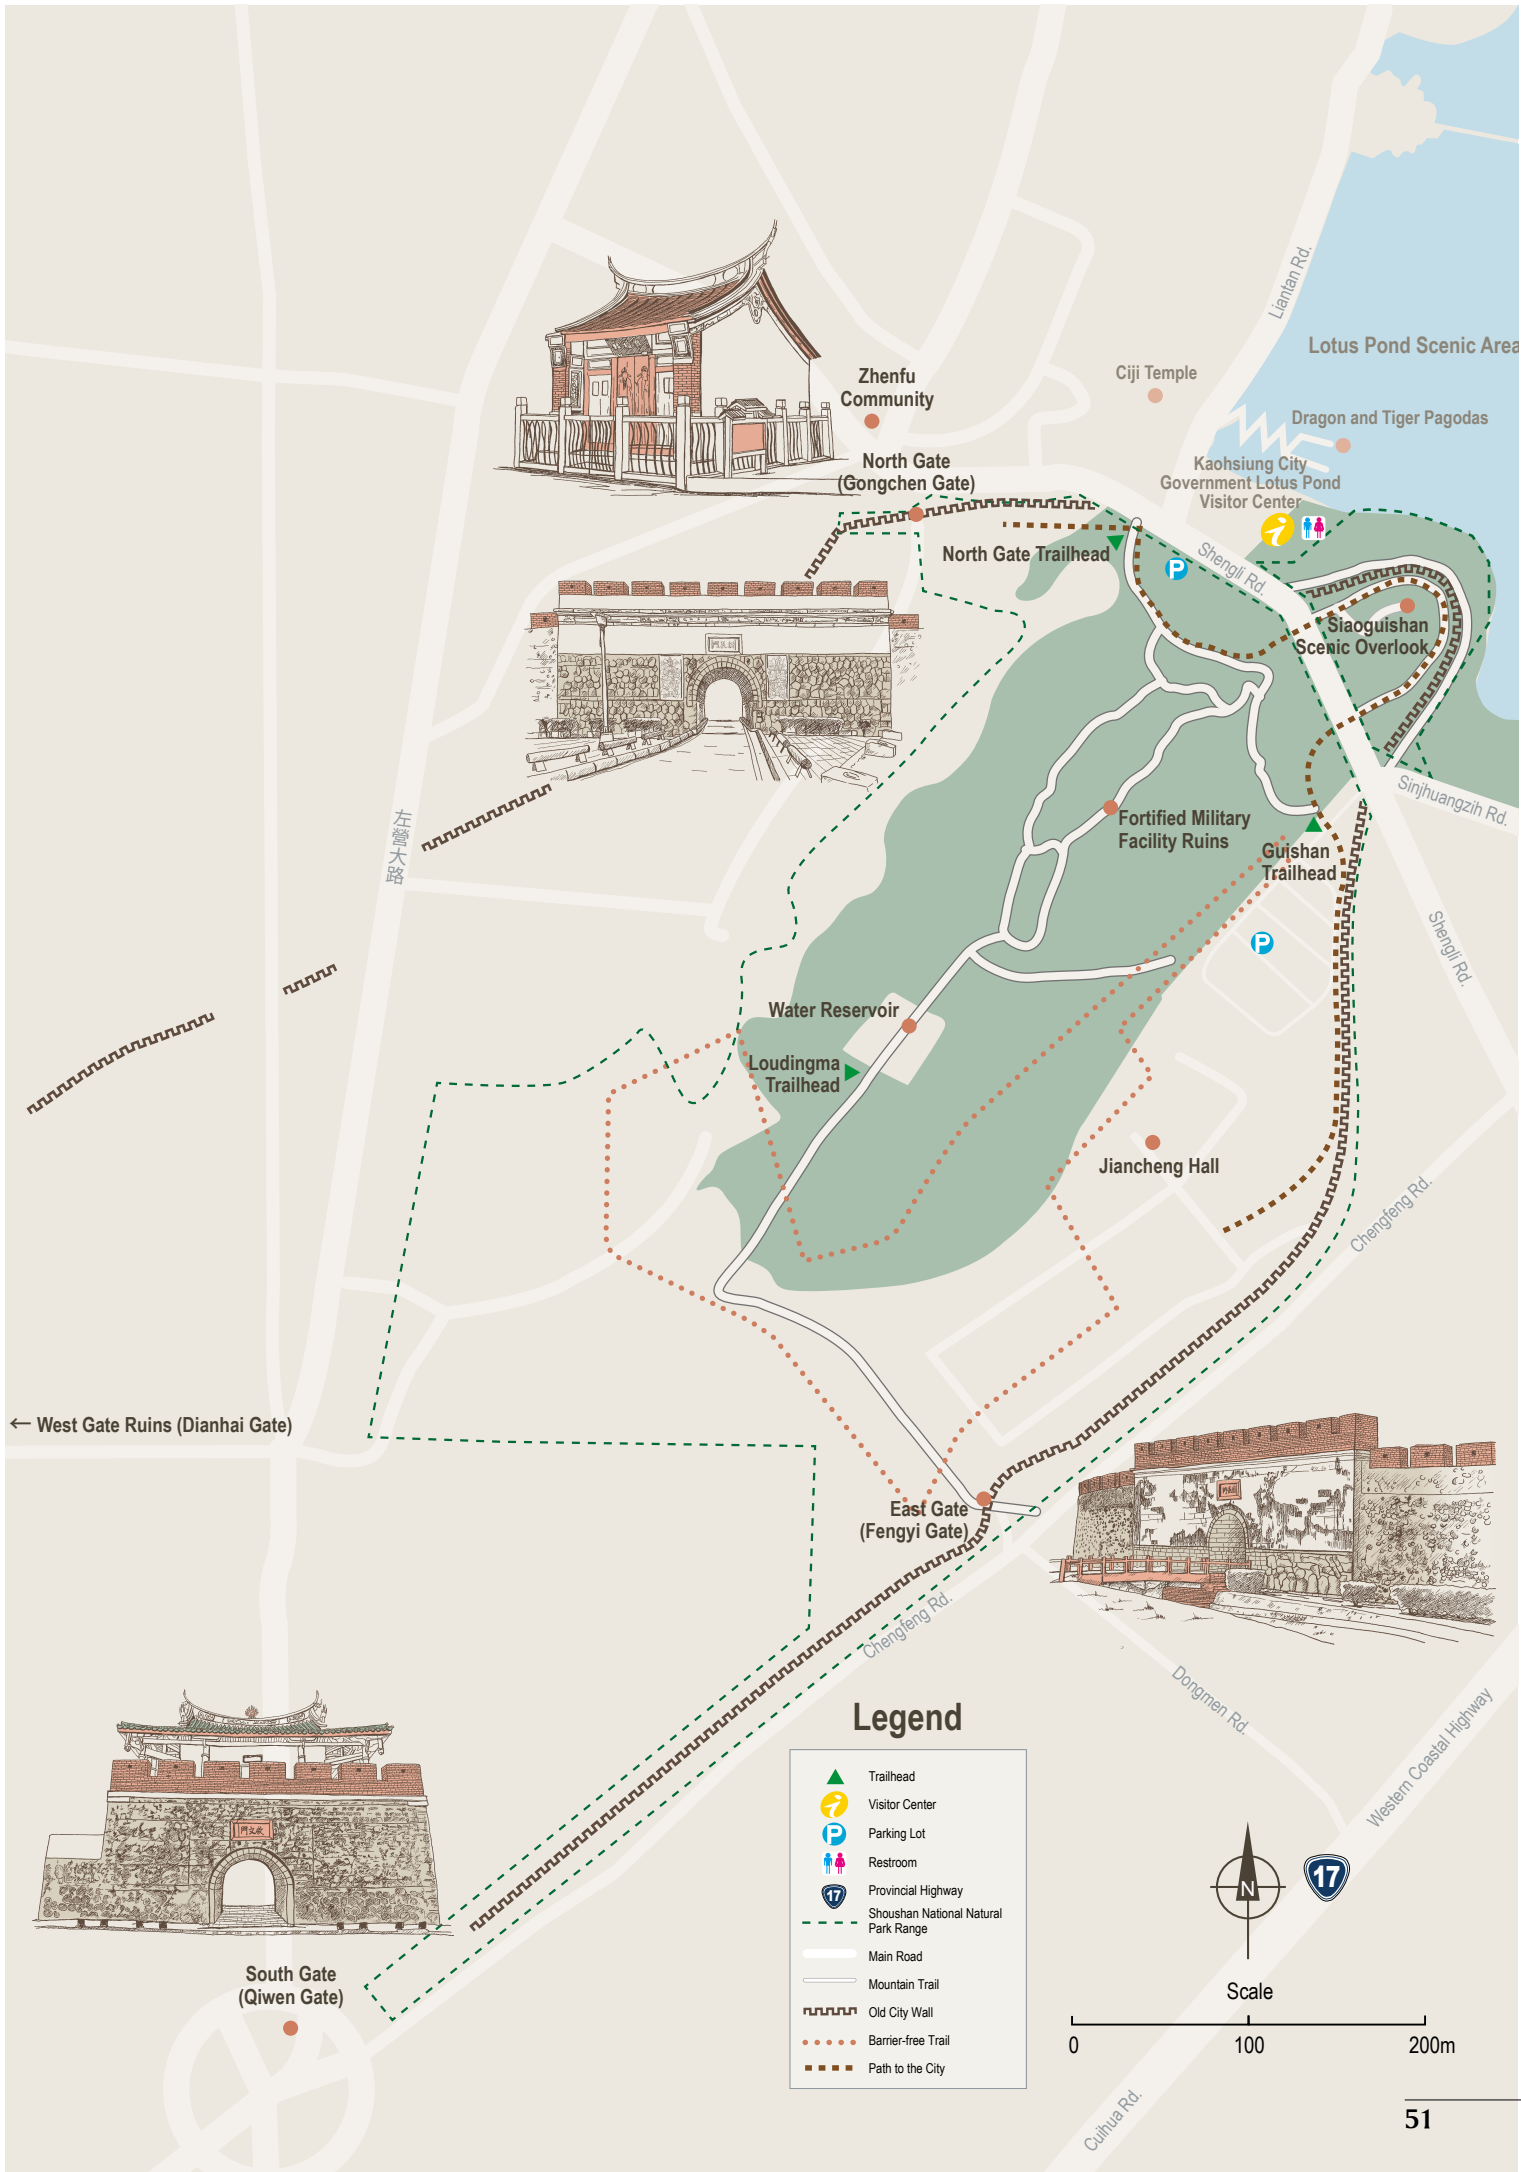 Liantan Rd.
Lotus Pond Scenic Area
Ciji Temple
Zhenfu
Community
Dragon and Tiger Pagodas
North Gate
(Gongchen Gate)
Kaohsiung City
Government Lotus Pond
Visitor Center
North Gate Trailhead
P
Shengli Rd.
Siaoguishan
Scenic Overlook
Sinjhuangzih Rd.
左營大路
Fortified Military
Facility Ruins
Guishan
Trailhead
P
Shengli Rd.
Water Reservoir
Loudingma
Trailhead
Jiancheng Hall
Chengfeng Rd.
← West Gate Ruins (Dianhai Gate)
East Gate
(Fengyi Gate)
Chengfeng Rd.
Dongmen Rd.
Western Coastal Highway
Legend
Trailhead
Visitor Center
P
Parking Lot
Restroom
17
Provincial Highway
Shoushan National Natural
Park Range
Main Road
Mountain Trail
Old City Wall
Barrier-free Trail
Path to the City
N
17
Scale
0 100 200m
South Gate
(Qiwen Gate)
Cuihua Rd.
51